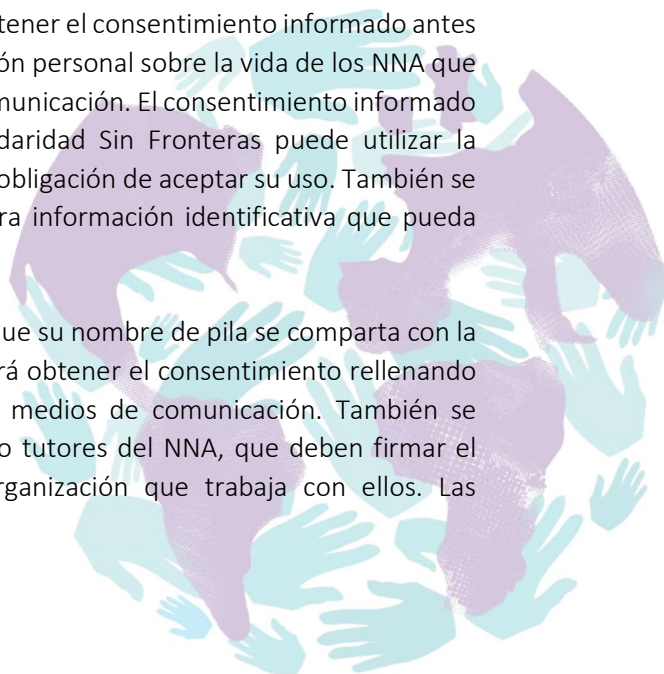 tener el consentimiento informado antes
ón personal sobre la vida de los NNA que
municación. El consentimiento informado
daridad Sin Fronteras puede utilizar la
obligación de aceptar su uso. También se
ra información identificativa que pueda
ue su nombre de pila se comparta con la
rá obtener el consentimiento rellenando
medios de comunicación. También se
o tutores del NNA, que deben firmar el
rganización que trabaja con ellos. Las